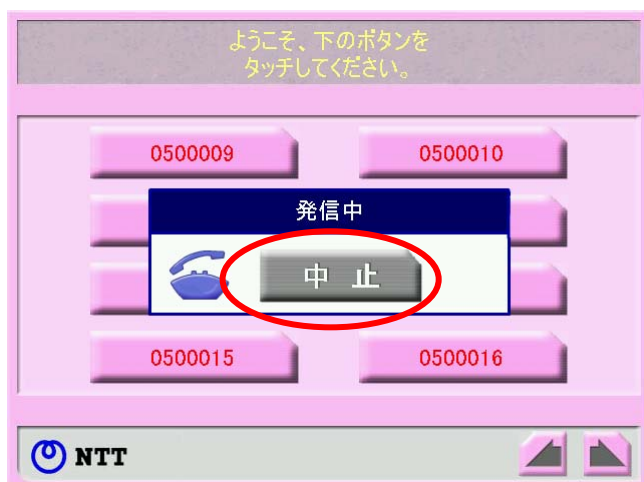 ようこそ、下のボタンを
タッチしてください。
0500009
0500010
発信中
中 止
0500015
0500016
NTT